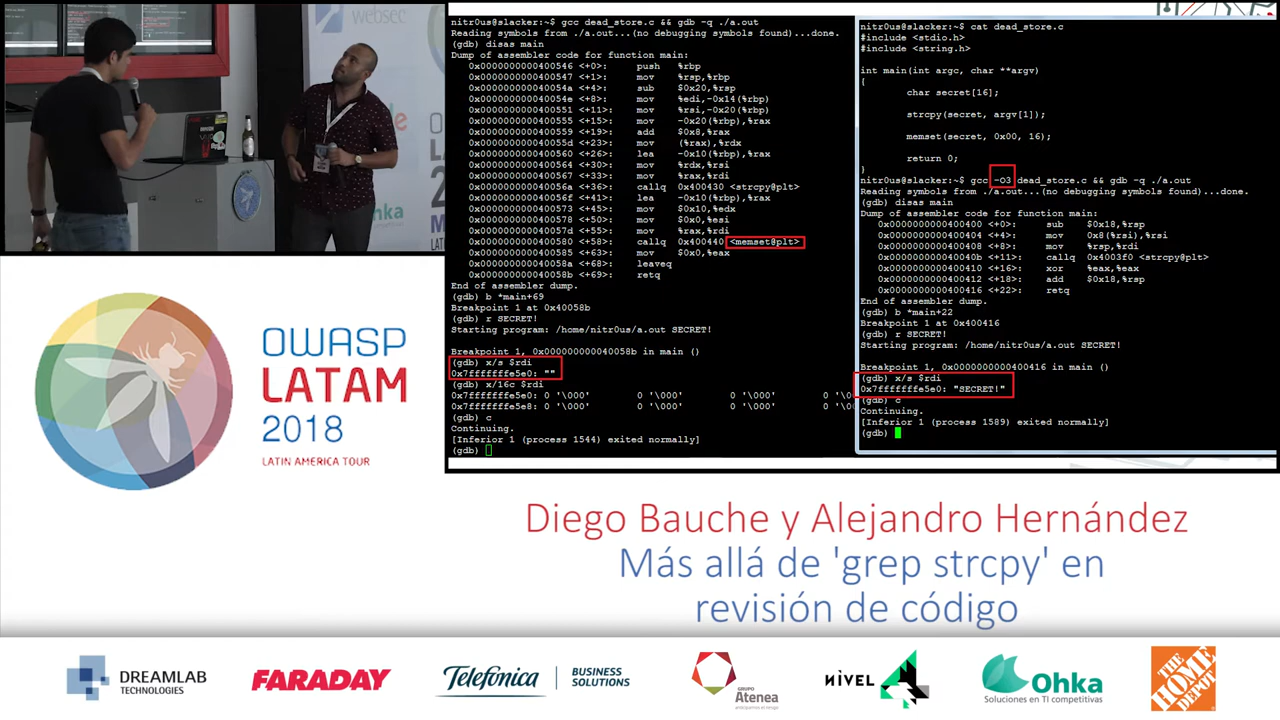 websec
nitr0us@slacker:~$ gcc dead_store.c && gdb -q ./a.out
Reading symbols from ./a.out...(no debugging symbols found)...done.
(gdb) disas main
Dump of assembler code for function main:
0x0000000000400546 <+0>: push %rbp
0x0000000000400547 <+1>: mov %rsp,%rbp
0x000000000040054a <+4>: sub $0x20,%rsp
0x000000000040054e <+8>: mov %edi,-0x14(%rbp)
0x0000000000400551 <+11>: mov %rsi,-0x20(%rbp)
0x0000000000400555 <+15>: mov -0x20(%rbp),%rax
0x0000000000400559 <+19>: add $0x8,%rax
0x000000000040055d <+23>: mov (%rax),%rdx
0x0000000000400560 <+26>: lea -0x10(%rbp),%rax
0x0000000000400564 <+30>: mov %rdx,%rsi
0x0000000000400567 <+33>: mov %rax,%rdi
0x000000000040056a <+36>: callq 0x400430 <strcpy@plt>
0x000000000040056f <+41>: lea -0x10(%rbp),%rax
0x0000000000400573 <+45>: mov $0x10,%edx
0x0000000000400578 <+50>: mov $0x0,%esi
0x000000000040057d <+55>: mov %rax,%rdi
0x0000000000400580 <+58>: callq 0x400440 <memset@plt>
0x0000000000400585 <+63>: mov $0x0,%eax
0x000000000040058a <+68>: leaveq
0x000000000040058b <+69>: retq
End of assembler dump.
(gdb) b *main+69
Breakpoint 1 at 0x40058b
(gdb) r SECRET!
Starting program: /home/nitr0us/a.out SECRET!
Breakpoint 1, 0x000000000040058b in main ()
(gdb) x/s $rdi
0x7fffffffe5e0: ""
(gdb) x/16c $rdi
0x7fffffffe5e0: 0 '\000' 0 '\000' 0 '\000' 0
0x7fffffffe5e8: 0 '\000' 0 '\000' 0 '\000' 0
(gdb) c
Continuing.
[Inferior 1 (process 1544) exited normally]
(gdb)
nitr0us@slacker:~$ cat dead_store.c
#include <stdio.h>
#include <string.h>
int main(int argc, char **argv)
{
char secret[16];
strcpy(secret, argv[1]);
memset(secret, 0x00, 16);
return 0;
}
nitr0us@slacker:~$ gcc -O3 dead_store.c && gdb -q ./a.out
Reading symbols from ./a.out...(no debugging symbols found)...done.
(gdb) disas main
Dump of assembler code for function main:
0x0000000000400400 <+0>: sub $0x18,%rsp
0x0000000000400404 <+4>: mov 0x8(%rsi),%rsi
0x0000000000400408 <+8>: mov %rsp,%rdi
0x000000000040040b <+11>: callq 0x4003f0 <strcpy@plt>
0x0000000000400410 <+16>: xor %eax,%eax
0x0000000000400412 <+18>: add $0x18,%rsp
0x0000000000400416 <+22>: retq
End of assembler dump.
(gdb) b *main+22
Breakpoint 1 at 0x400416
(gdb) r SECRET!
Starting program: /home/nitr0us/a.out SECRET!
Breakpoint 1, 0x0000000000400416 in main ()
(gdb) x/s $rdi
0x7fffffffe5e0: "SECRET!"
(gdb) c
Continuing.
[Inferior 1 (process 1589) exited normally]
(gdb)
OWASP
LATAM
2018
LATIN AMERICA TOUR
Diego Bauche y Alejandro Hernández
Más allá de 'grep strcpy' en
revisión de código
DREAMLAB
TECHNOLOGIES
FARADAY
Telefónica
BUSINESS
SOLUTIONS
GRUPO
Atenea
NIVEL 4
Ohka
Soluciones en TI competitivas
THE
HOME
DEPOT